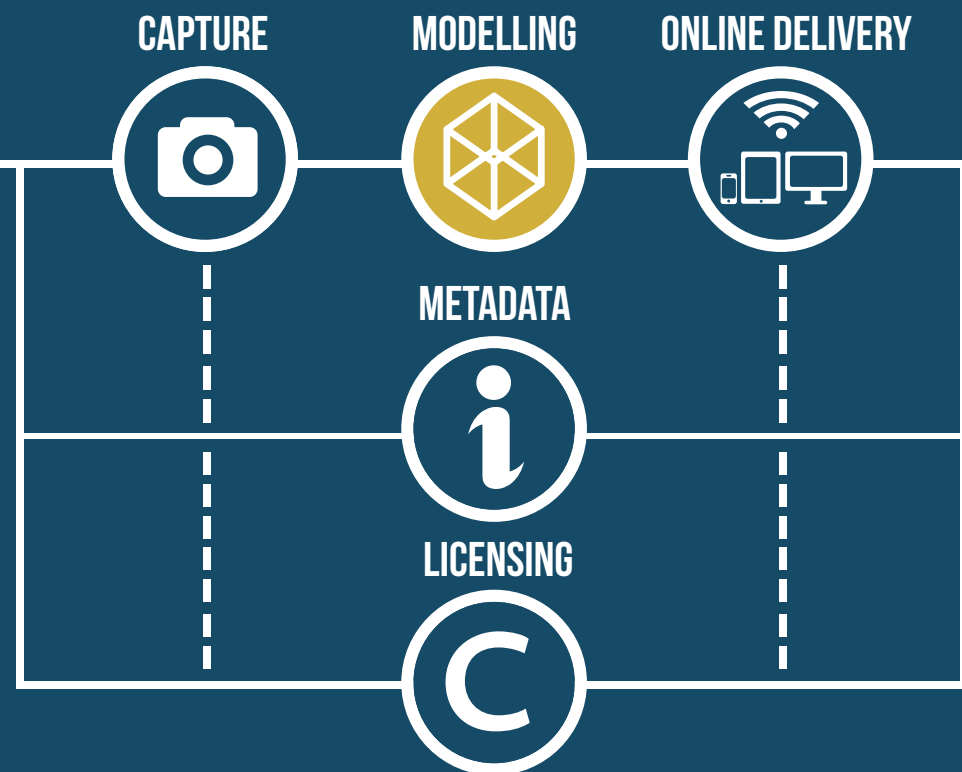 CAPTURE
MODELLING
ONLINE DELIVERY
METADATA
i
LICENSING
C